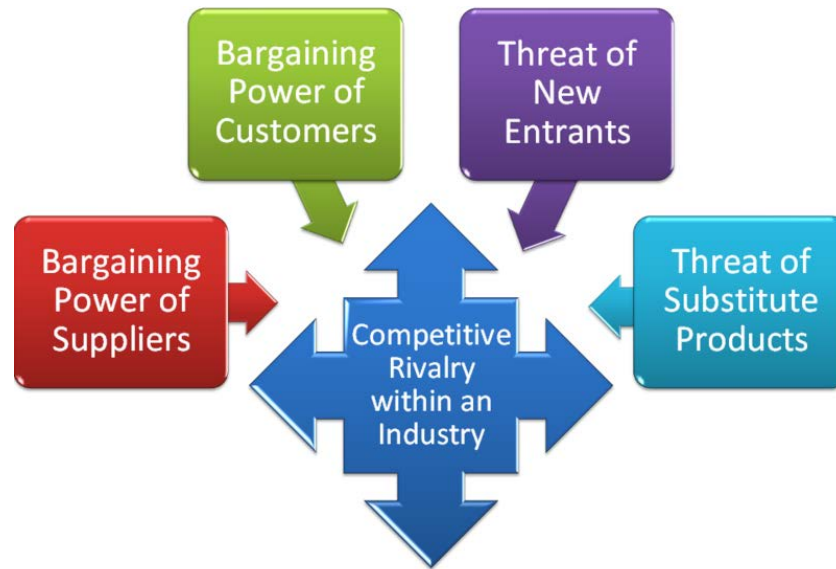 Bargaining
Power of
Customers
Threat of
New
Entrants
Bargaining
Power of
Suppliers
Threat of
Substitute
Products
Competitive
Rivalry
within an
Industry